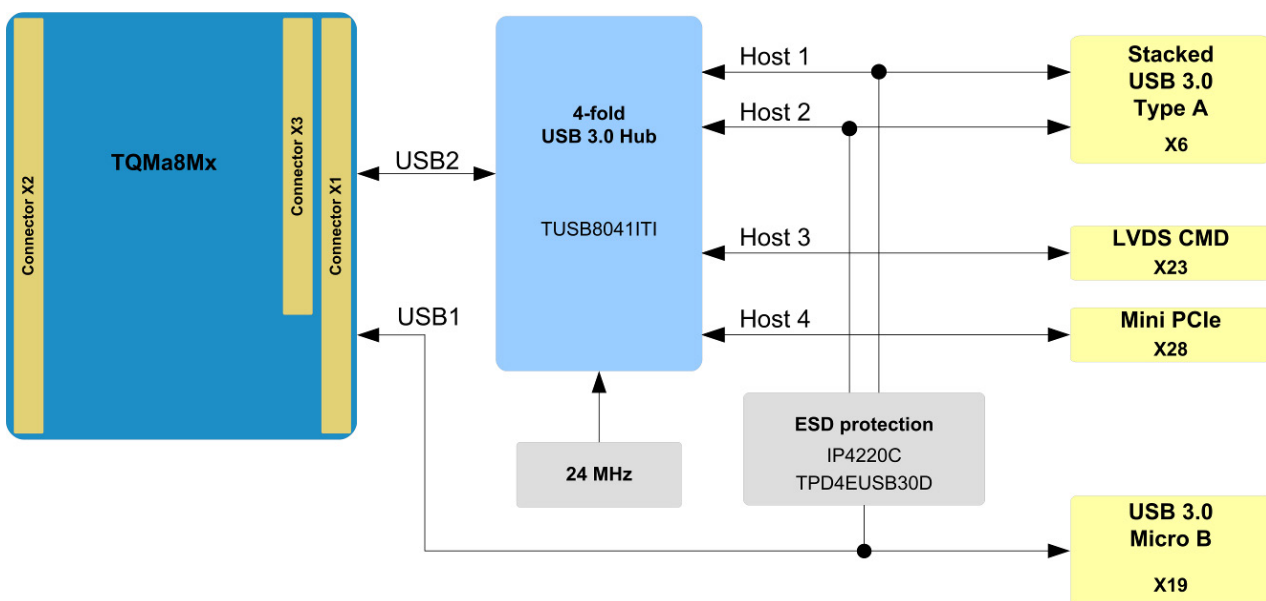 Connector X2
TQMa8Mx
Connector X3
Connector X1
USB2
USB1
4-fold
USB 3.0 Hub
TUSB8041ITI
24 MHz
Host 1
Host 2
Host 3
Host 4
ESD protection
IP4220C
TPD4EUSB30D
Stacked
USB 3.0
Type A
X6
LVDS CMD
X23
Mini PCIe
X28
USB 3.0
Micro B
X19